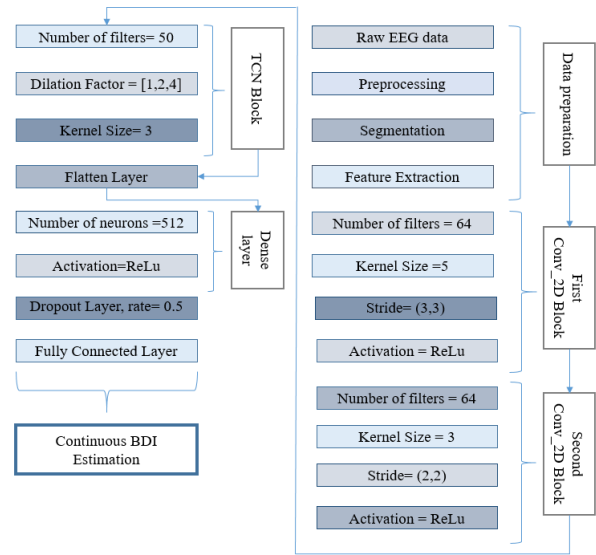 Raw EEG data
Preprocessing
Segmentation
Feature Extraction
Data preparation
Number of filters = 64
Kernel Size =5
Stride= (3,3)
Activation = ReLu
First
Conv_2D Block
Number of filters = 64
Kernel Size = 3
Stride= (2,2)
Activation = ReLu
Second
Conv_2D Block
Number of filters= 50
Dilation Factor = [1,2,4]
Kernel Size= 3
TCN Block
Flatten Layer
Number of neurons =512
Activation=ReLu
Dense
layer
Dropout Layer, rate= 0.5
Fully Connected Layer
Continuous BDI
Estimation